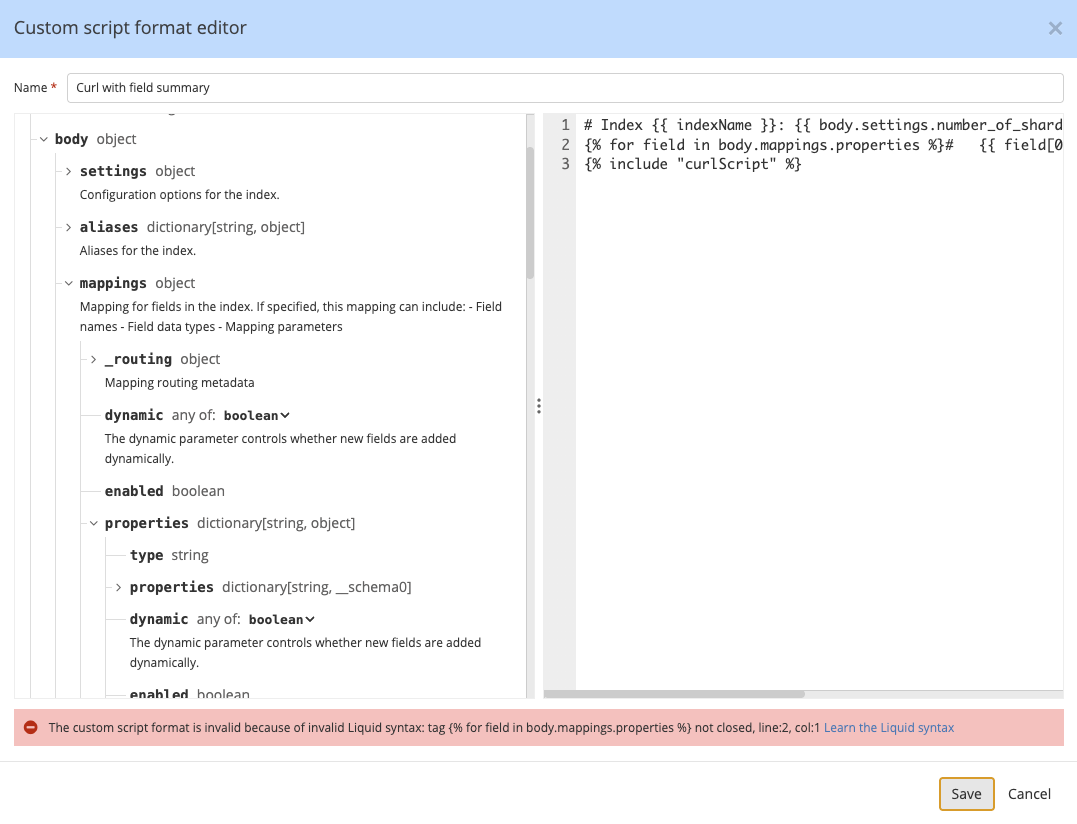 Custom script format editor
Name * Curl with field summary
body object
settings object
Configuration options for the index.
aliases dictionary[string, object]
Aliases for the index.
mappings object
Mapping for fields in the index. If specified, this mapping can include: - Field
names - Field data types - Mapping parameters
_routing object
Mapping routing metadata
dynamic any of: boolean
The dynamic parameter controls whether new fields are added
dynamically.
enabled boolean
properties dictionary[string, object]
type string
properties dictionary[string, __schema0]
dynamic any of: boolean
The dynamic parameter controls whether new fields are added
dynamically.
enabled boolean
1 # Index {{ indexName }}: {{ body.settings.number_of_shard
2 {% for field in body.mappings.properties %}#   {{ field[0
3 {% include "curlScript" %}
The custom script format is invalid because of invalid Liquid syntax: tag {% for field in body.mappings.properties %} not closed, line:2, col:1 Learn the Liquid syntax
Save Cancel